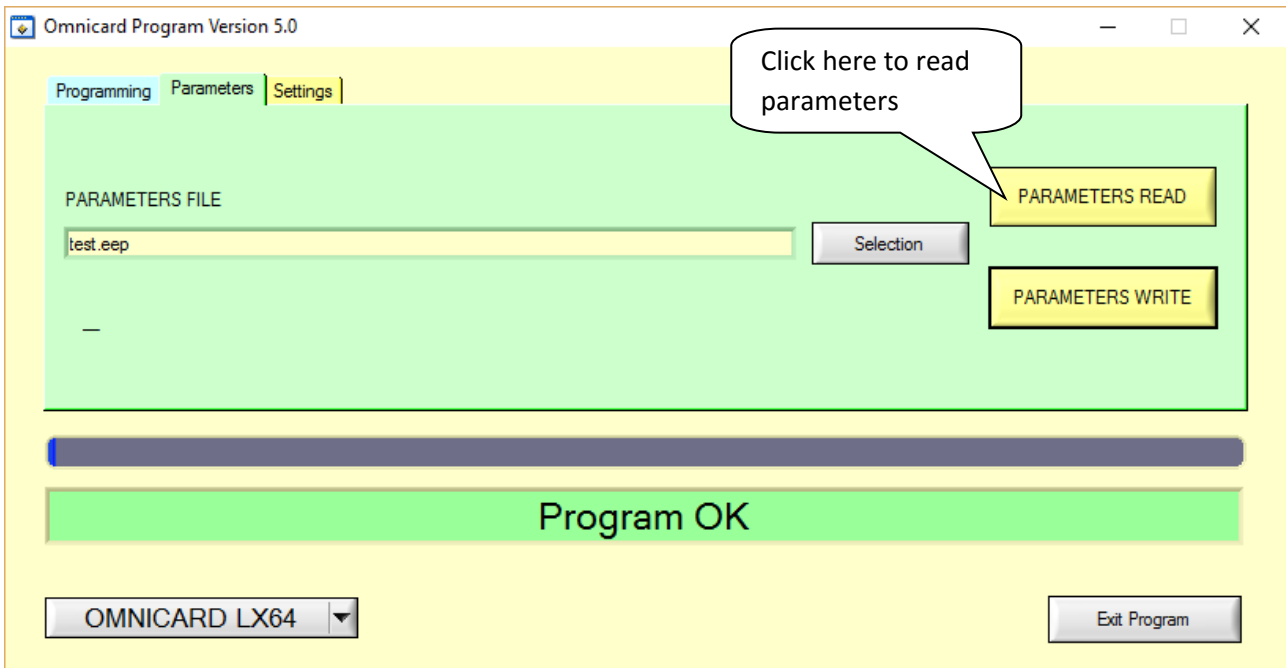 Omnicard Program Version 5.0
Click here to read
parameters
Programming Parameters Settings
PARAMETERS FILE
PARAMETERS READ
test.eep
Selection
PARAMETERS WRITE
Program OK
OMNICARD LX64
Exit Program